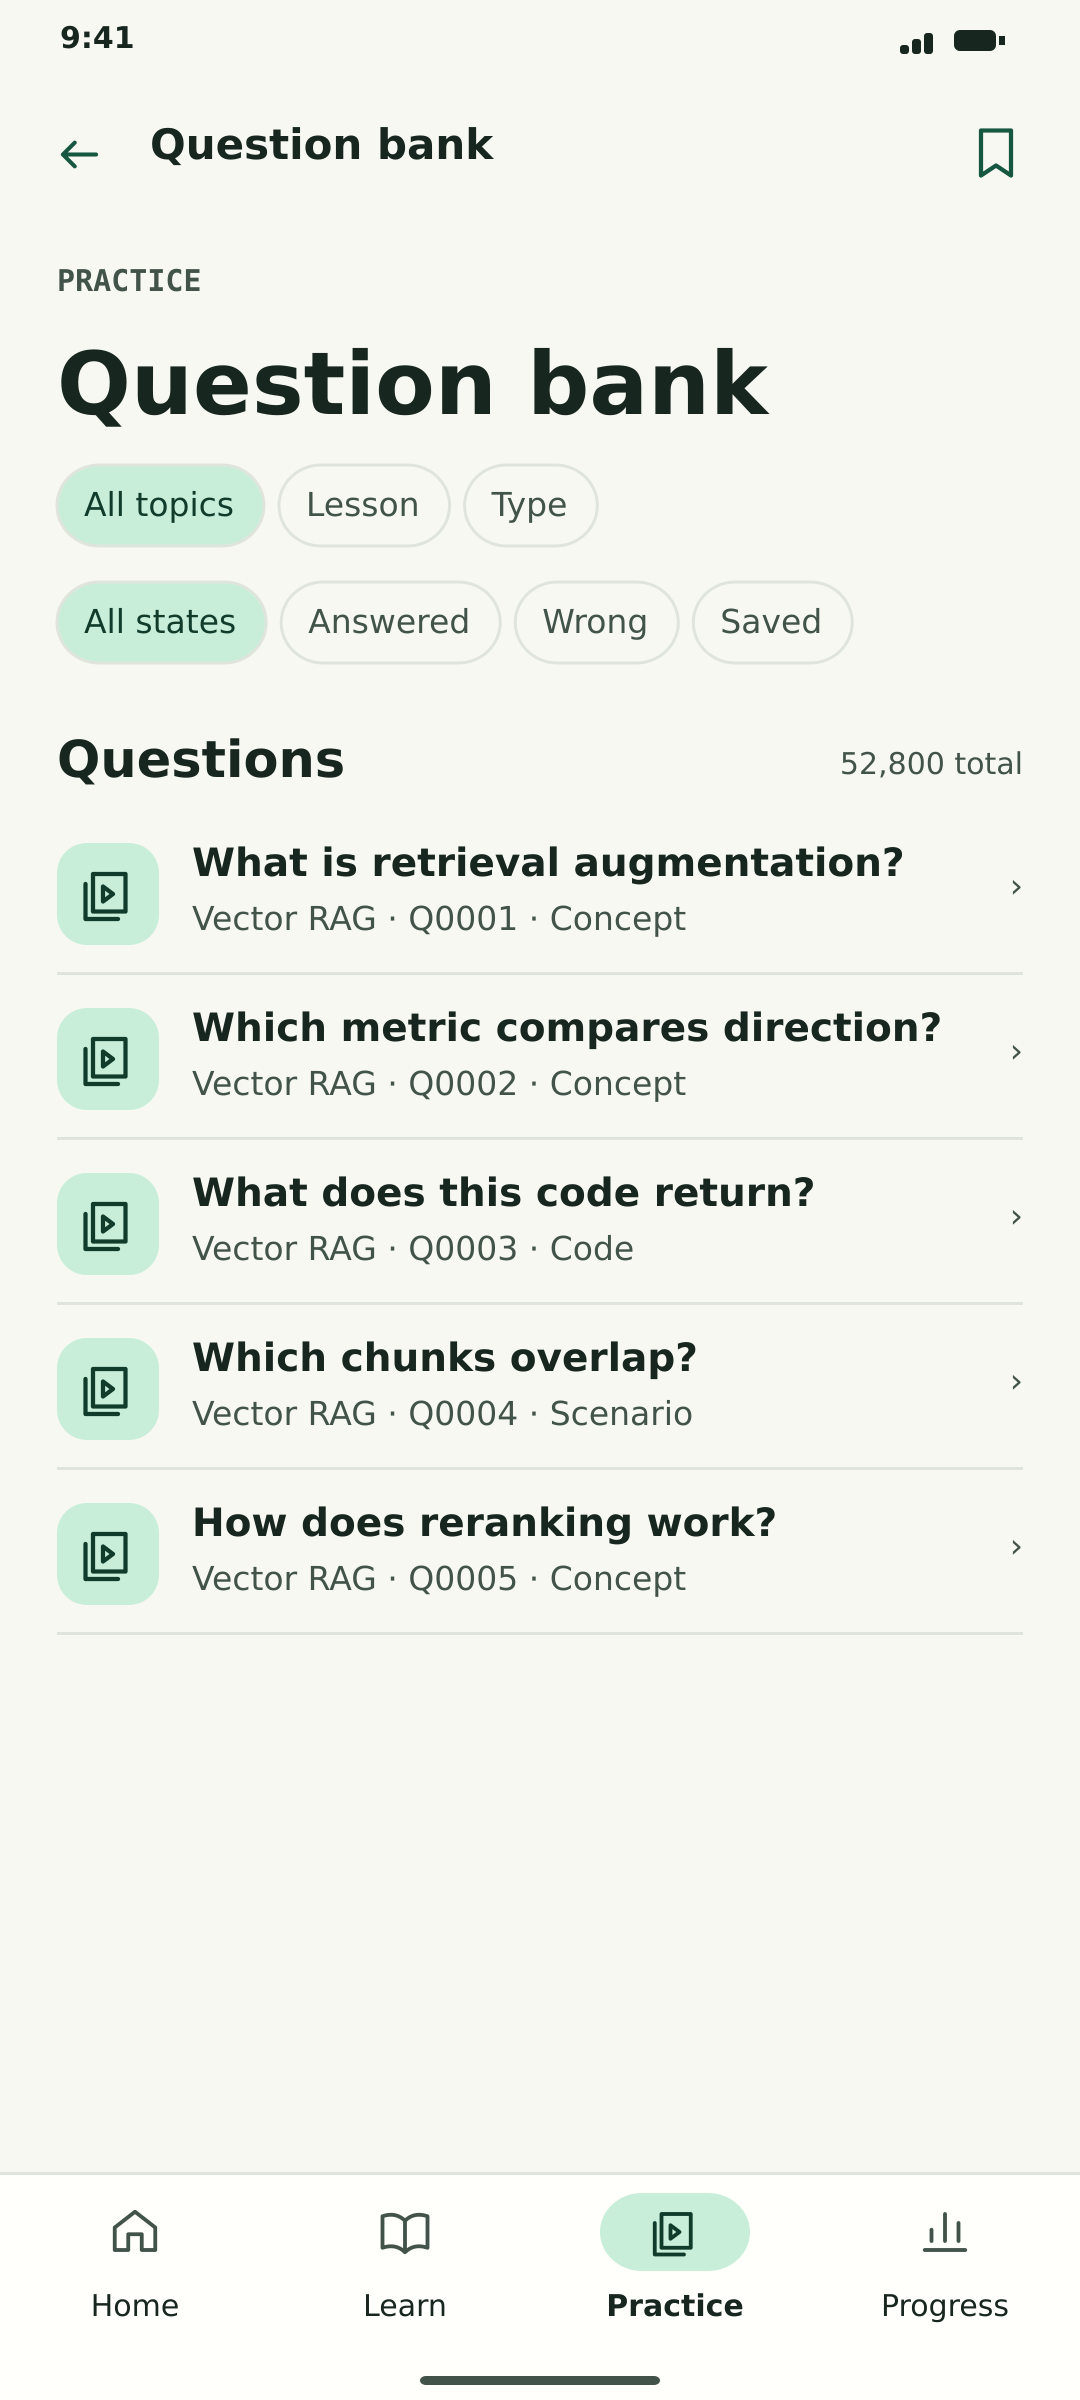 9:41
Question bank
PRACTICE
Question bank
All topics Lesson Type
All states Answered Wrong Saved
Questions 52,800 total
What is retrieval augmentation?
Vector RAG · Q0001 · Concept
›
Which metric compares direction?
Vector RAG · Q0002 · Concept
›
What does this code return?
Vector RAG · Q0003 · Code
›
Which chunks overlap?
Vector RAG · Q0004 · Scenario
›
How does reranking work?
Vector RAG · Q0005 · Concept
›
Home Learn Practice Progress